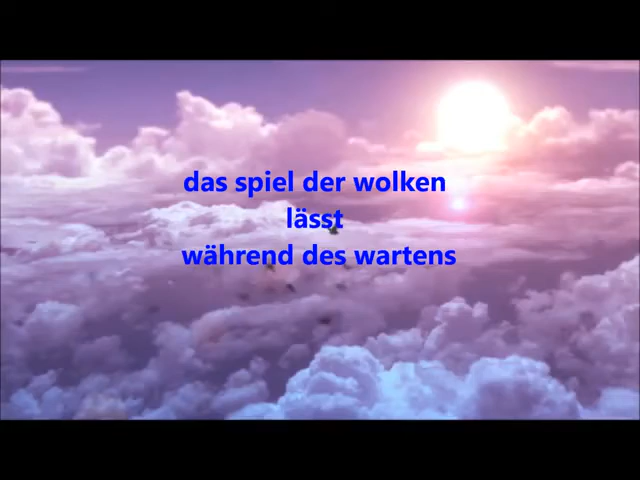 das spiel der wolken
lässt
während des wartens